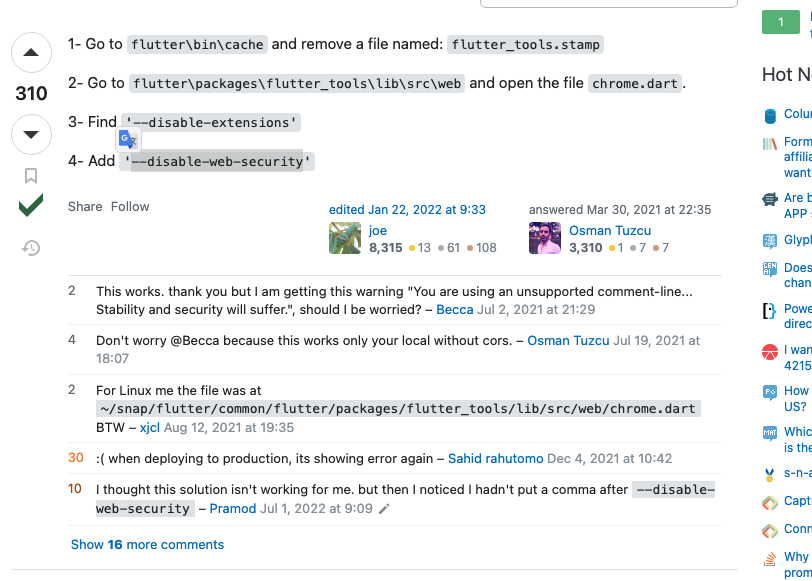 1
1- Go to flutter\bin\cache and remove a file named: flutter_tools.stamp
310
2- Go to flutter\packages\flutter_tools\lib\src\web and open the file chrome.dart.
3- Find '--disable-extensions'
4- Add '--disable-web-security'
Share Follow
edited Jan 22, 2022 at 9:33
joe
8,315 13 61 108
answered Mar 30, 2021 at 22:35
Osman Tuzcu
3,310 1 7 7
2 This works. thank you but I am getting this warning "You are using an unsupported comment-line...
Stability and security will suffer.", should I be worried? – Becca Jul 2, 2021 at 21:29
4 Don't worry @Becca because this works only your local without cors. – Osman Tuzcu Jul 19, 2021 at
18:07
2 For Linux me the file was at
~/snap/flutter/common/flutter/packages/flutter_tools/lib/src/web/chrome.dart
BTW – xjcl Aug 12, 2021 at 19:35
30 :( when deploying to production, its showing error again – Sahid rahutomo Dec 4, 2021 at 10:42
10 I thought this solution isn't working for me. but then I noticed I hadn't put a comma after --disable-
web-security – Pramod Jul 1, 2022 at 9:09
Show 16 more comments
Hot Ne
Colu
Form
affilia
want
Are b
APP
Glyp
Does
chan
Powe
direc
I wan
4215
How
US?
Whic
is the
s-n-a
Capt
Conn
Why
prom